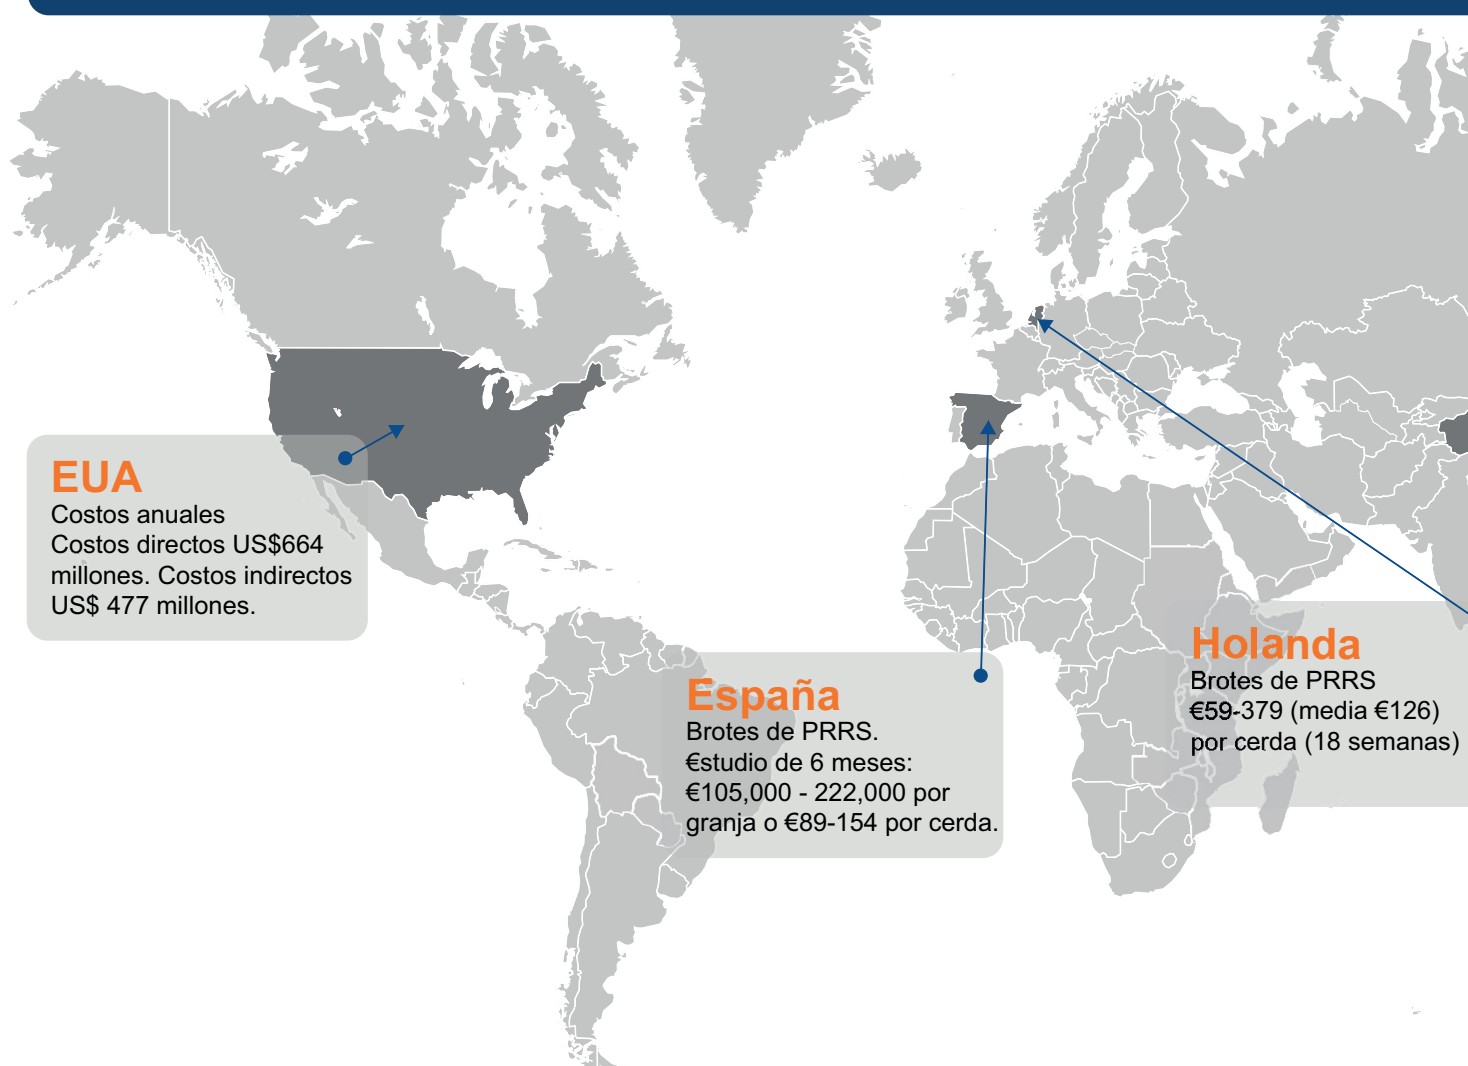 EUA
Costos anuales
Costos directos US$664
millones. Costos indirectos
US$ 477 millones.
España
Brotes de PRRS.
€studio de 6 meses:
€105,000 - 222,000 por
granja o €89-154 por cerda.
Holanda
Brotes de PRRS
€59-379 (media €126)
por cerda (18 semanas)